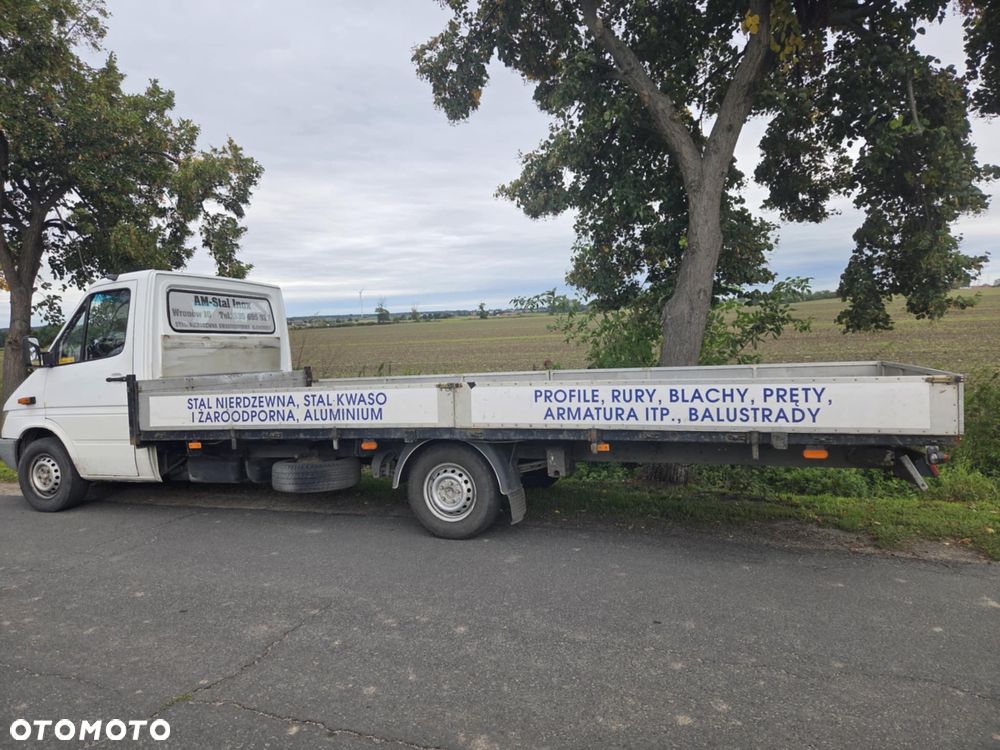 AM-Stal Inox
STAL NIERDZEWNA, STAL KWASO
I ŻAROODPORNA, ALUMINIUM
PROFILE, RURY, BLACHY, PRĘTY,
ARMATURA ITP., BALUSTRADY
OTOMOTO